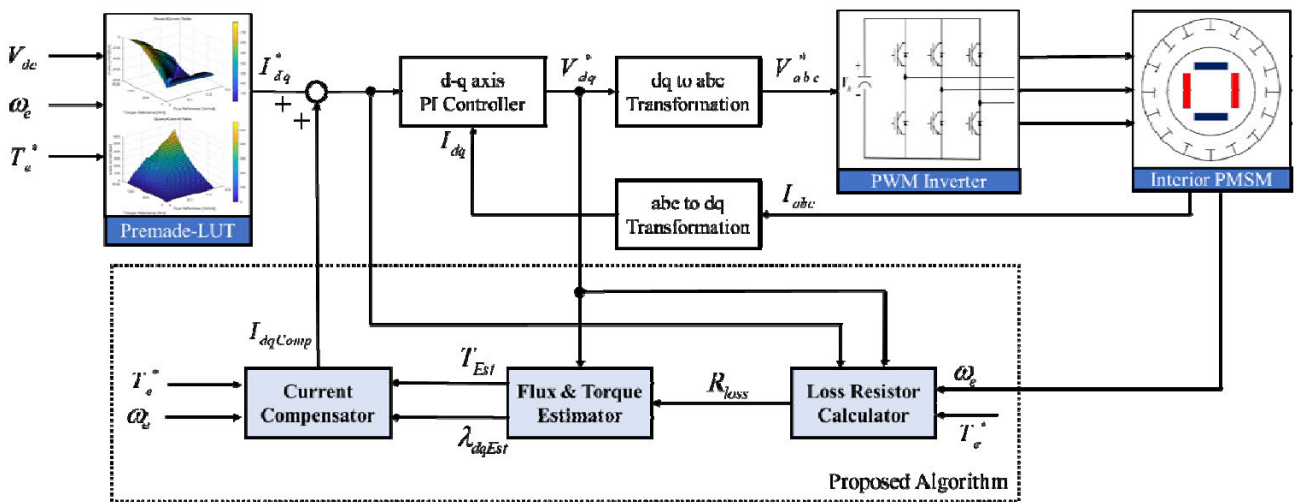 V_dc
ω_e
T_e*
Premade-LUT
I_dq*
+
+
d-q axis
PI Controller
I_dq
V_dq*
dq to abc
Transformation
V_abc*
abc to dq
Transformation
+
-
PWM Inverter
Interior PMSM
I_abc
I_dqComp
T_e*
ω_e
Current
Compensator
T_Est
λ_dqEst
Flux & Torque
Estimator
R_loss
Loss Resistor
Calculator
ω_e
T_e*
Proposed Algorithm